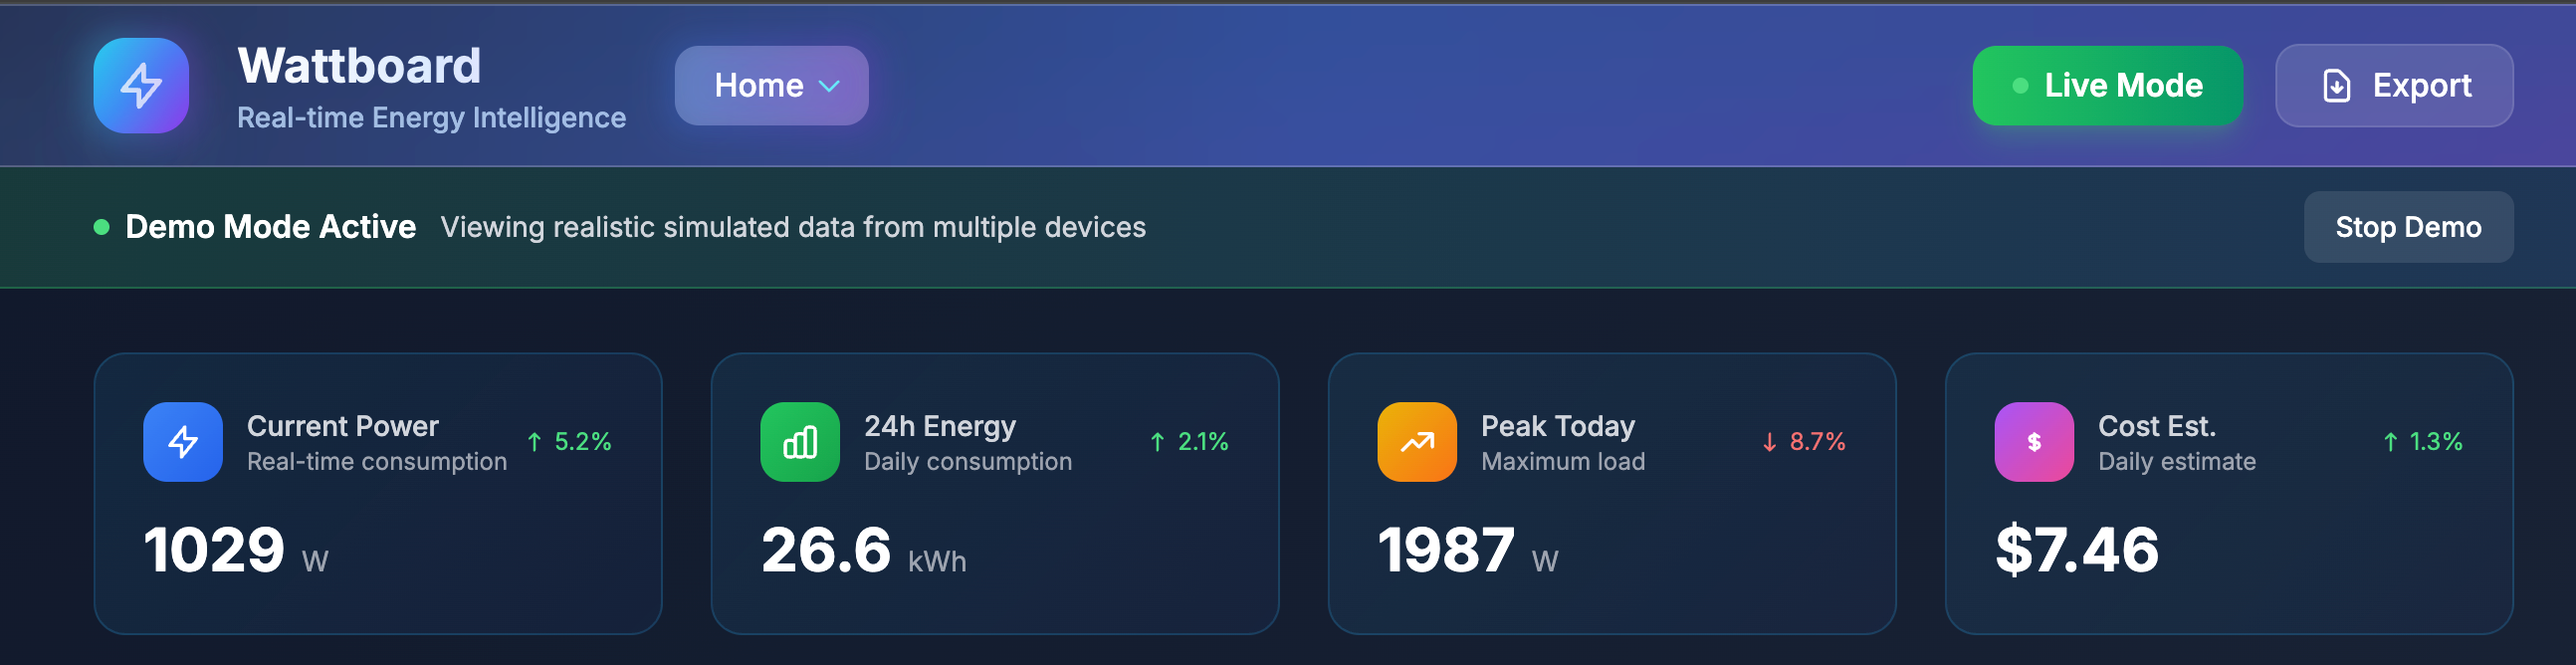 Wattboard
Real-time Energy Intelligence
Home
Live Mode
Export
Demo Mode Active Viewing realistic simulated data from multiple devices
Stop Demo
Current Power
Real-time consumption
↑ 5.2%
1029 W
24h Energy
Daily consumption
↑ 2.1%
26.6 kWh
Peak Today
Maximum load
↓ 8.7%
1987 W
$
Cost Est.
Daily estimate
↑ 1.3%
$7.46